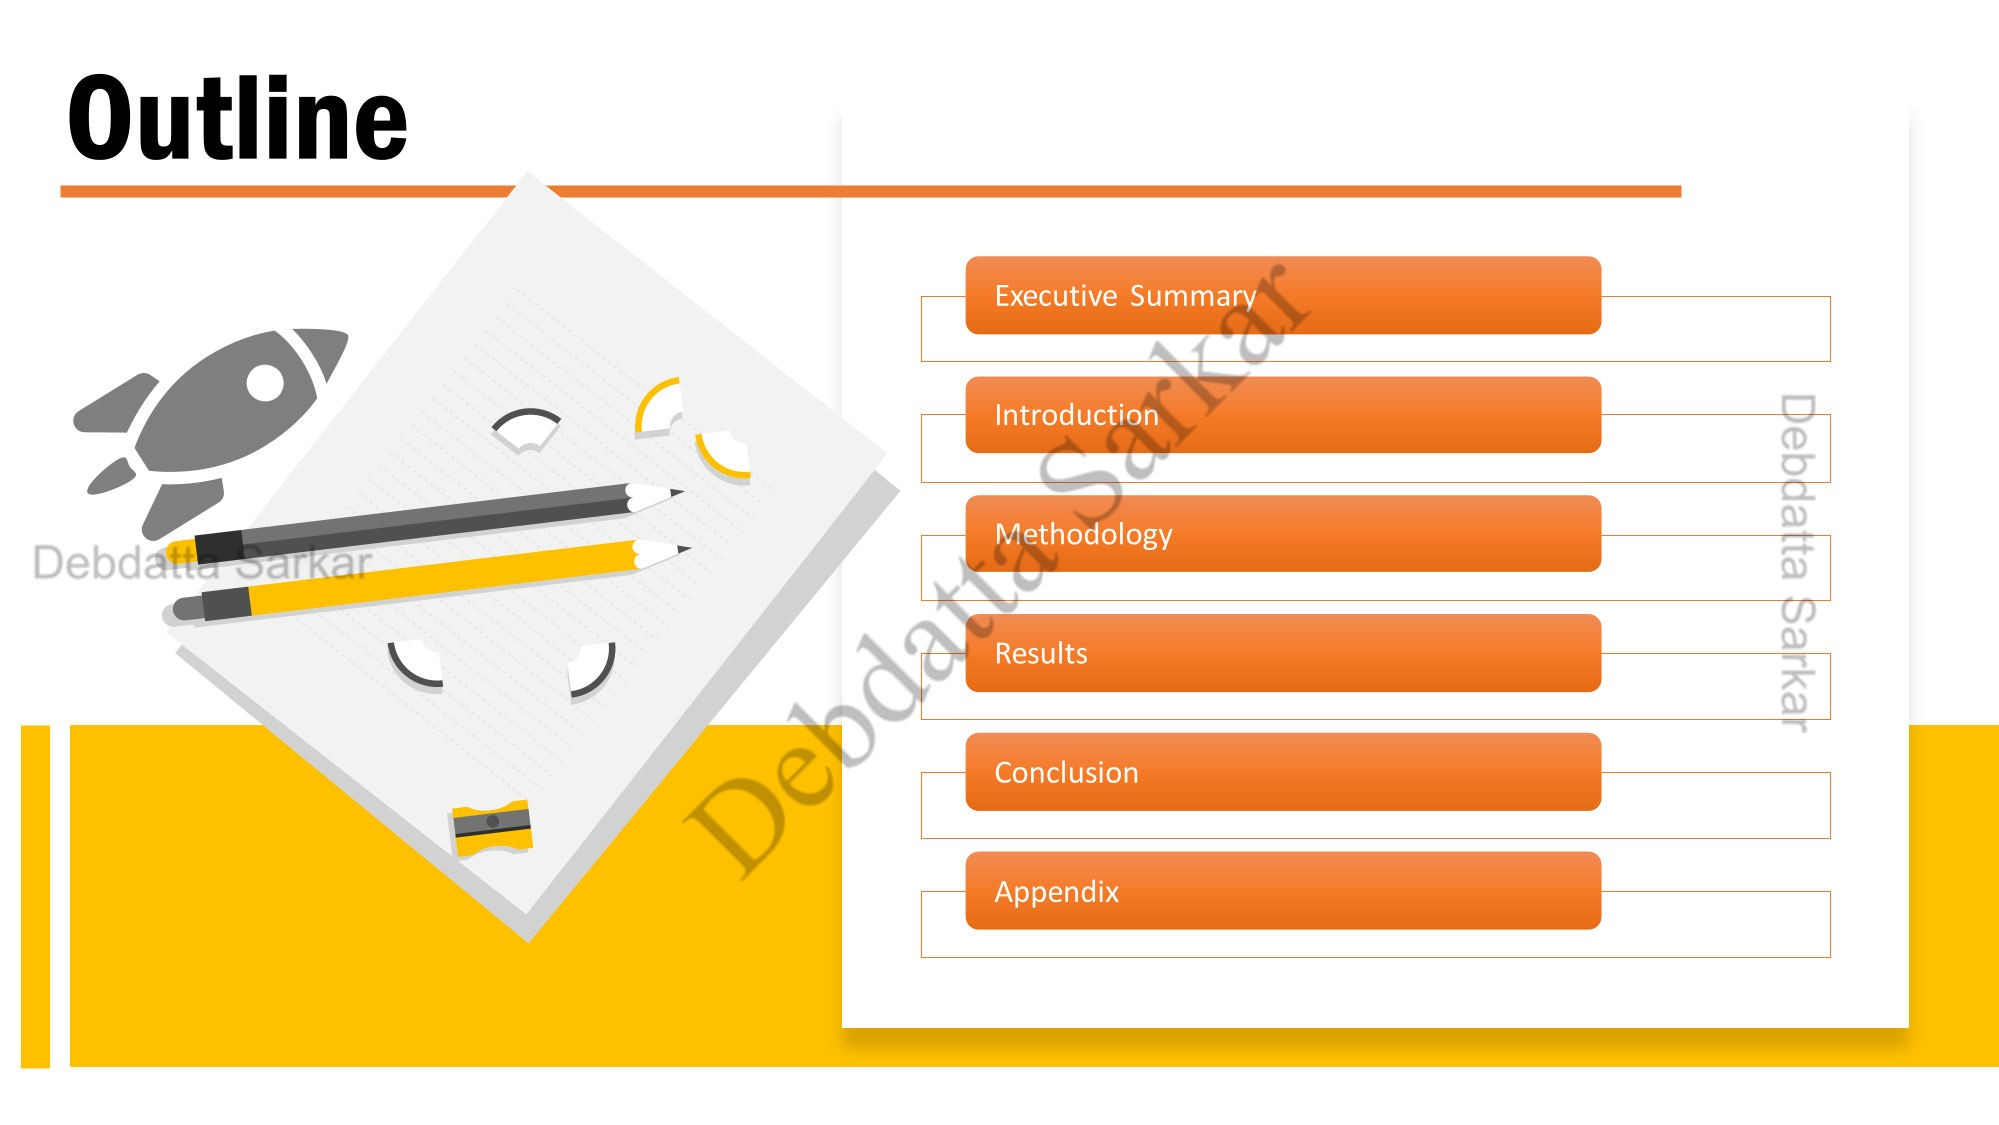 Outline
Executive Summary
Introduction
Methodology
Results
Conclusion
Appendix
Debdatta Sarkar
Debdatta Sarkar
Debdatta Sarkar